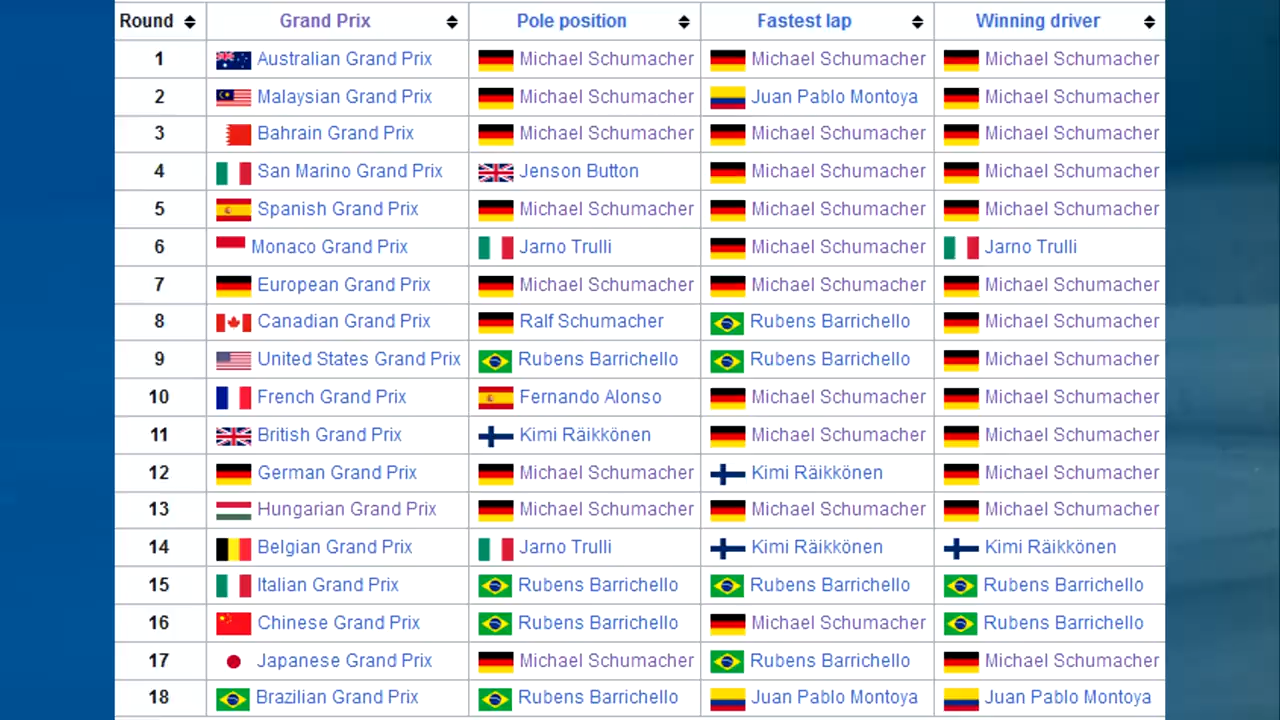 Round Grand Prix Pole position Fastest lap Winning driver
1 Australian Grand Prix Michael Schumacher Michael Schumacher Michael Schumacher
2 Malaysian Grand Prix Michael Schumacher Juan Pablo Montoya Michael Schumacher
3 Bahrain Grand Prix Michael Schumacher Michael Schumacher Michael Schumacher
4 San Marino Grand Prix Jenson Button Michael Schumacher Michael Schumacher
5 Spanish Grand Prix Michael Schumacher Michael Schumacher Michael Schumacher
6 Monaco Grand Prix Jarno Trulli Michael Schumacher Jarno Trulli
7 European Grand Prix Michael Schumacher Michael Schumacher Michael Schumacher
8 Canadian Grand Prix Ralf Schumacher Rubens Barrichello Michael Schumacher
9 United States Grand Prix Rubens Barrichello Rubens Barrichello Michael Schumacher
10 French Grand Prix Fernando Alonso Michael Schumacher Michael Schumacher
11 British Grand Prix Kimi Räikkönen Michael Schumacher Michael Schumacher
12 German Grand Prix Michael Schumacher Kimi Räikkönen Michael Schumacher
13 Hungarian Grand Prix Michael Schumacher Michael Schumacher Michael Schumacher
14 Belgian Grand Prix Jarno Trulli Kimi Räikkönen Kimi Räikkönen
15 Italian Grand Prix Rubens Barrichello Rubens Barrichello Rubens Barrichello
16 Chinese Grand Prix Rubens Barrichello Michael Schumacher Rubens Barrichello
17 Japanese Grand Prix Michael Schumacher Rubens Barrichello Michael Schumacher
18 Brazilian Grand Prix Rubens Barrichello Juan Pablo Montoya Juan Pablo Montoya